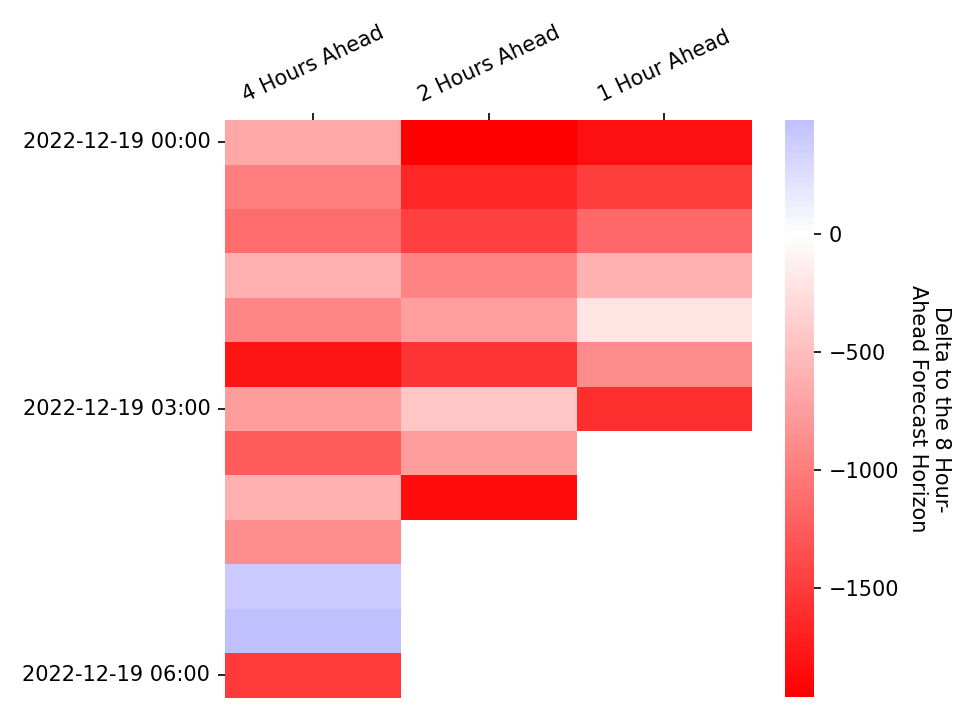 4 Hours Ahead
2 Hours Ahead
1 Hour Ahead
2022-12-19 00:00
2022-12-19 03:00
2022-12-19 06:00
0
−500
−1000
−1500
Delta to the 8 Hour-
Ahead Forecast Horizon